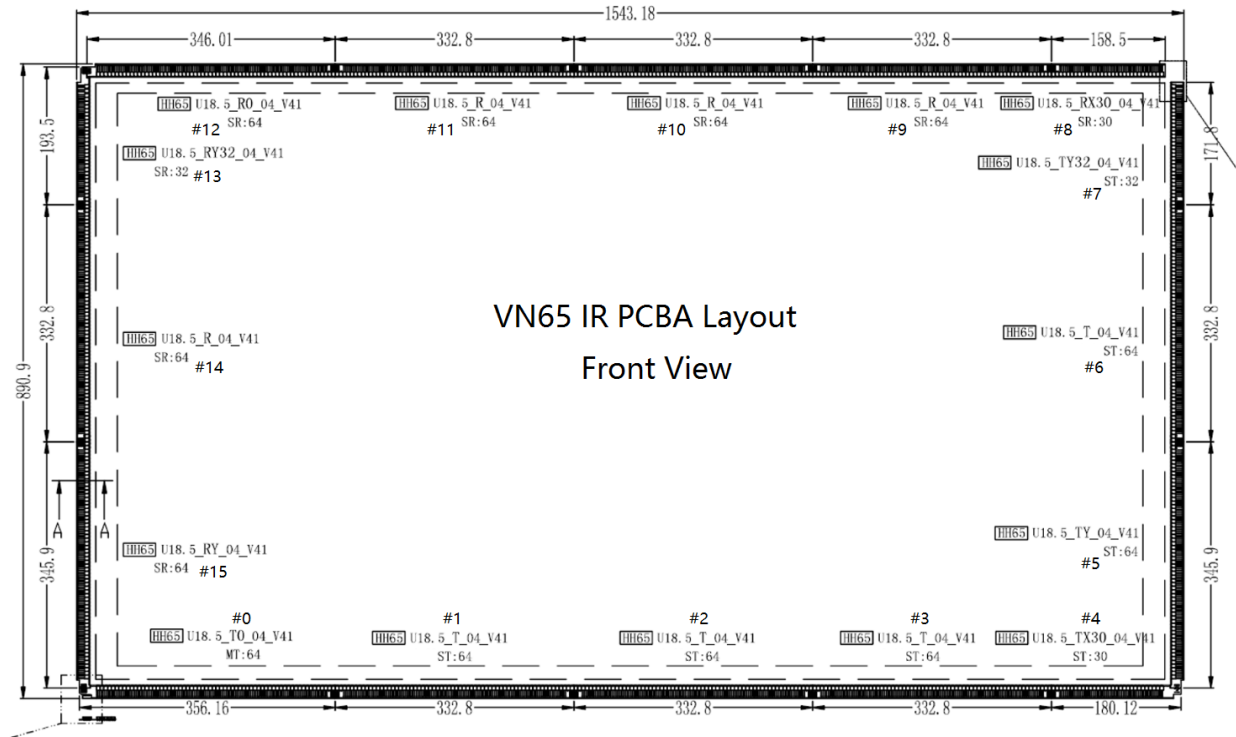 1543.18
346.01
332.8
332.8
332.8
158.5
HH65 U18.5_R0_04_V41
SR:64
#12
HH65 U18.5_R_04_V41
SR:64
#11
HH65 U18.5_R_04_V41
SR:64
#10
HH65 U18.5_R_04_V41
SR:64
#9
HH65 U18.5_RX30_04_V41
SR:30
#8
193.5
171.8
HH65 U18.5_RY32_04_V41
SR:32
#13
HH65 U18.5_TY32_04_V41
ST:32
#7
VN65 IR PCBA Layout
Front View
332.8
332.8
890.9
HH65 U18.5_R_04_V41
SR:64
#14
HH65 U18.5_T_04_V41
ST:64
#6
A
A
345.9
345.9
HH65 U18.5_RY_04_V41
SR:64
#15
HH65 U18.5_TY_04_V41
ST:64
#5
#0
HH65 U18.5_T0_04_V41
MT:64
#1
HH65 U18.5_T_04_V41
ST:64
#2
HH65 U18.5_T_04_V41
ST:64
#3
HH65 U18.5_T_04_V41
ST:64
#4
HH65 U18.5_TX30_04_V41
ST:30
356.16
332.8
332.8
332.8
180.12